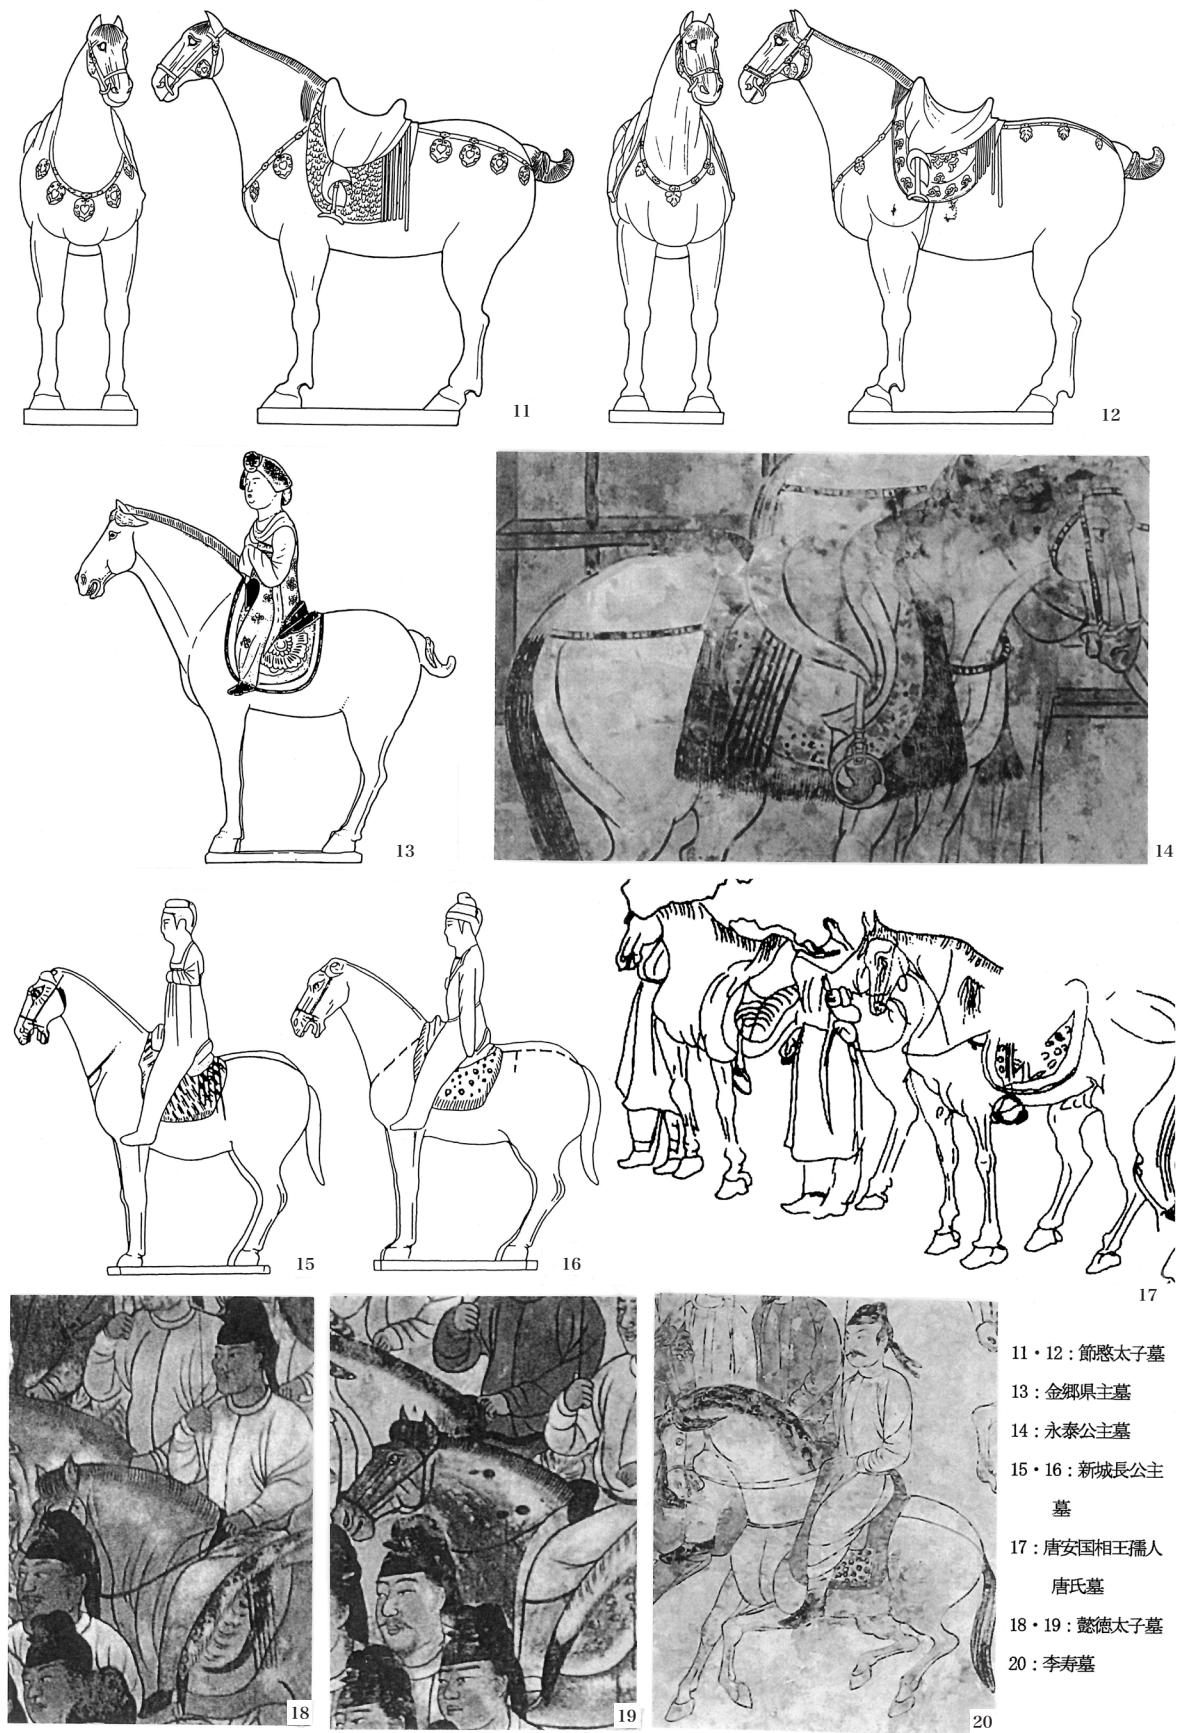 11
12
13
14
15
16
17
18
19
20
11・12：節愍太子墓
13：金郷県主墓
14：永泰公主墓
15・16：新城長公主
墓
17：唐安国相王孺人
唐氏墓
18・19：懿徳太子墓
20：李寿墓